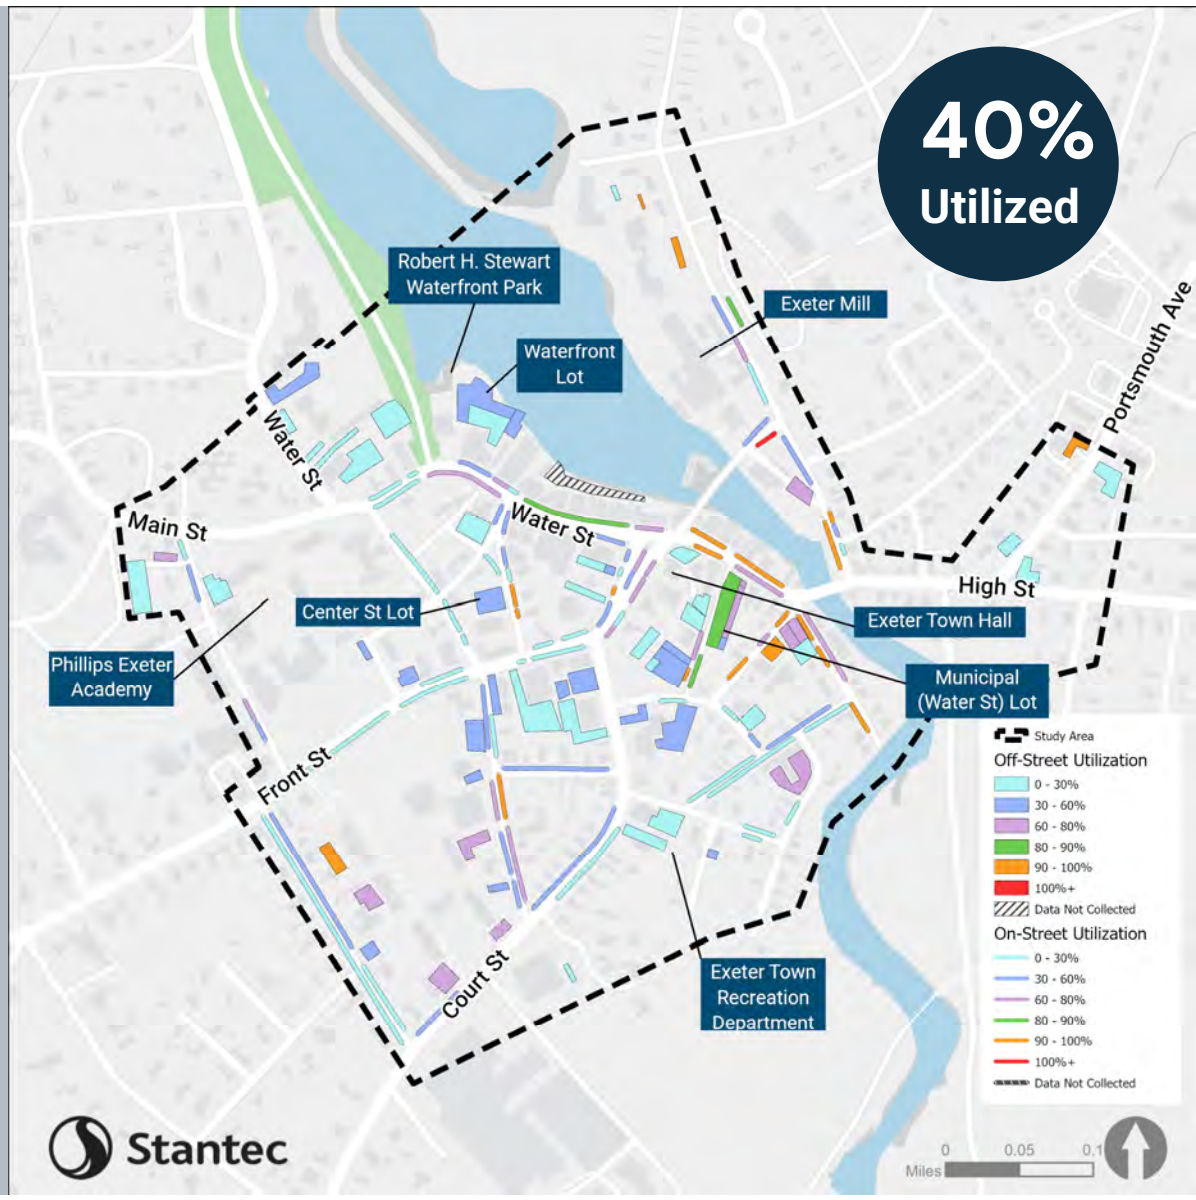 40%
Utilized
Robert H. Stewart
Waterfront Park
Exeter Mill
Waterfront
Lot
Portsmouth Ave
Water St
Main St
Water St
High St
Center St Lot
Exeter Town Hall
Phillips Exeter
Academy
Municipal
(Water St) Lot
Front St
Court St
Exeter Town
Recreation
Department
Study Area
Off-Street Utilization
0 - 30%
30 - 60%
60 - 80%
80 - 90%
90 - 100%
100%+
Data Not Collected
On-Street Utilization
0 - 30%
30 - 60%
60 - 80%
80 - 90%
90 - 100%
100%+
Data Not Collected
Stantec
0 0.05 0.1
Miles